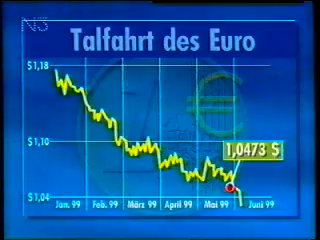 N3
Talfahrt des Euro
$1,18
€
1,0473 $
$1,10
$1,04
Jan. 99 Feb. 99 März 99 April 99 Mai 99 Juni 99